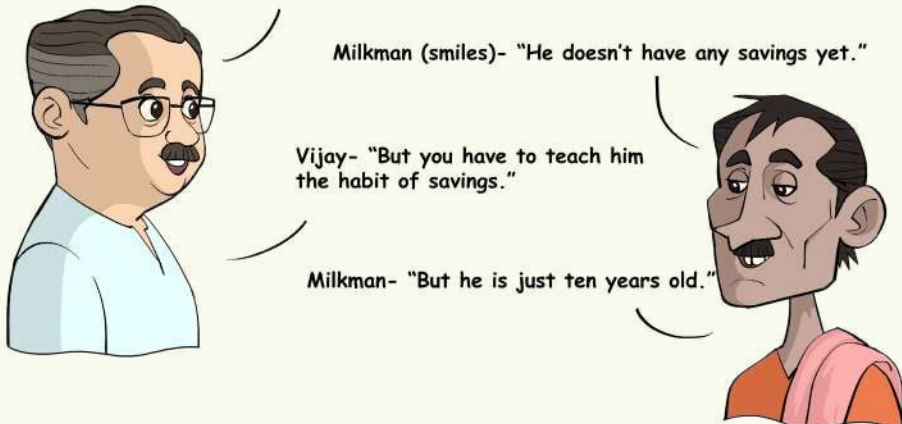 Milkman (smiles)- “He doesn’t have any savings yet.”
Vijay- “But you have to teach him
the habit of savings.”
Milkman- “But he is just ten years old.”